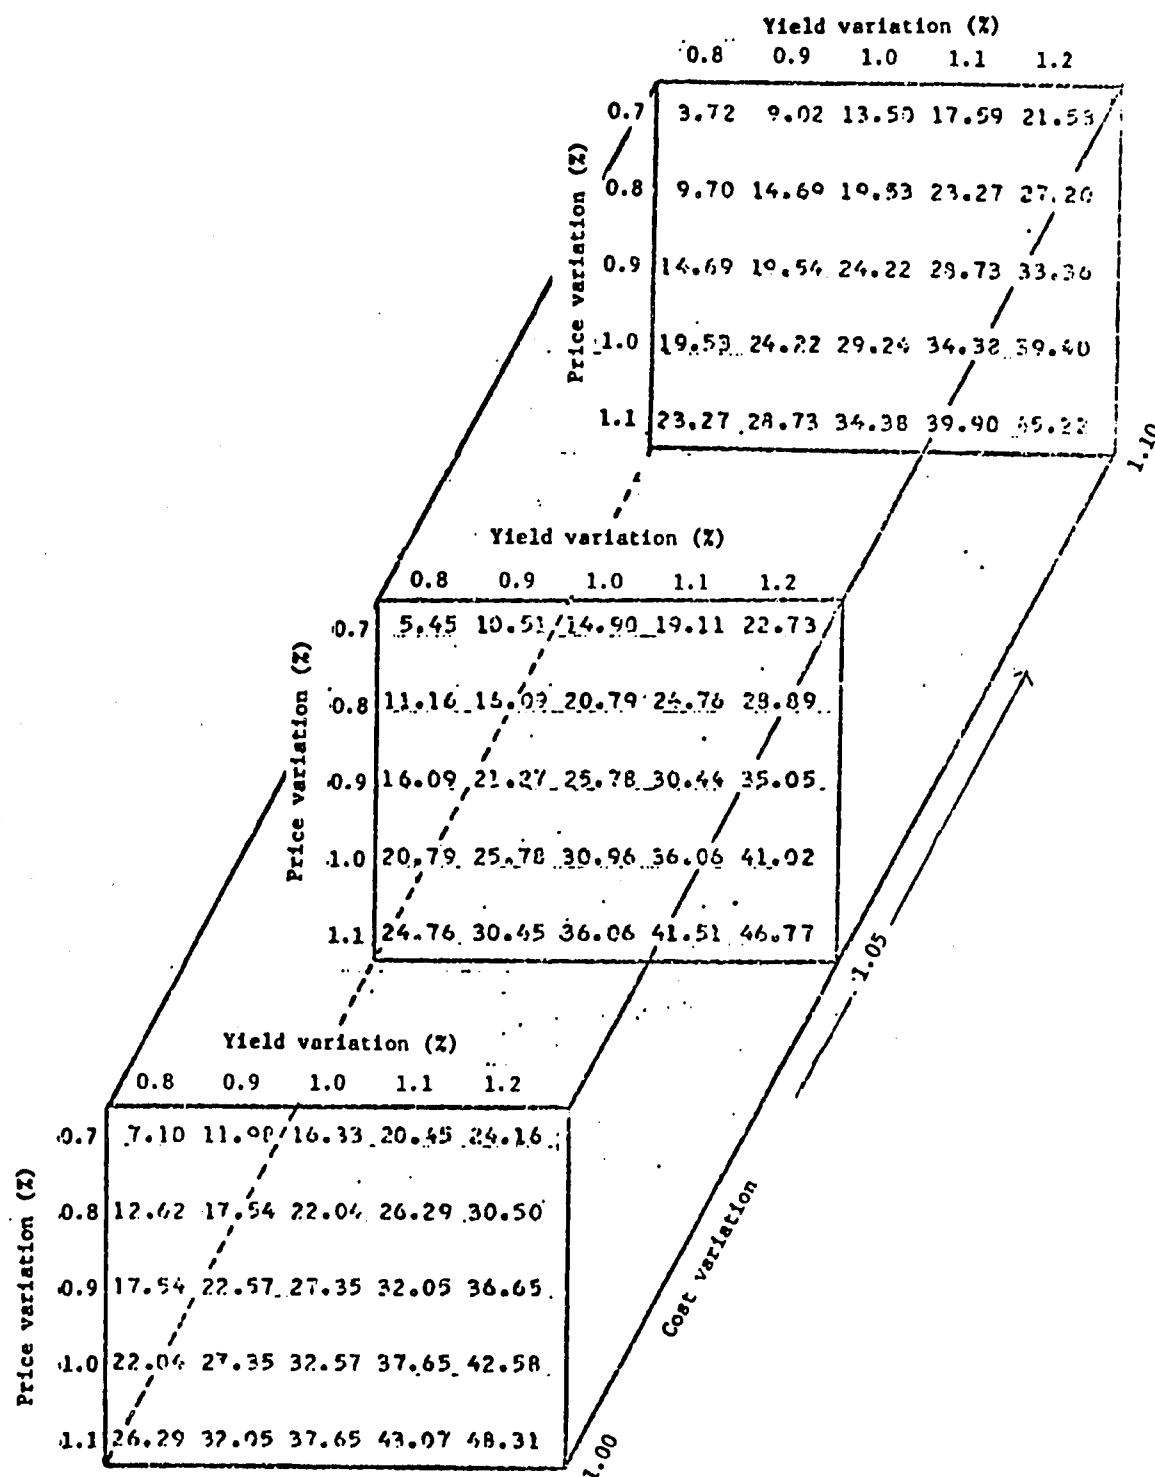 Yield variation (%)
0.8 0.9 1.0 1.1 1.2
Price variation (%)
0.7 3.72 9.02 13.50 17.59 21.53
0.8 9.70 14.69 19.53 23.27 27.20
0.9 14.69 19.54 24.22 28.73 33.36
1.0 19.53 24.22 29.24 34.38 39.40
1.1 23.27 28.73 34.38 39.90 45.22
1.10
Yield variation (%)
0.8 0.9 1.0 1.1 1.2
Price variation (%)
0.7 5.45 10.51 14.90 19.11 22.73
0.8 11.16 16.09 20.79 24.76 28.89
0.9 16.09 21.27 25.78 30.44 35.05
1.0 20.79 25.78 30.96 36.06 41.02
1.1 24.76 30.45 36.06 41.51 46.77
1.05
Yield variation (%)
0.8 0.9 1.0 1.1 1.2
Price variation (%)
0.7 7.10 11.98 16.33 20.45 24.16
0.8 12.62 17.54 22.04 26.29 30.50
0.9 17.54 22.57 27.35 32.05 36.65
1.0 22.04 27.35 32.57 37.65 42.58
1.1 26.29 32.05 37.65 43.07 48.31
Cost variation
1.00